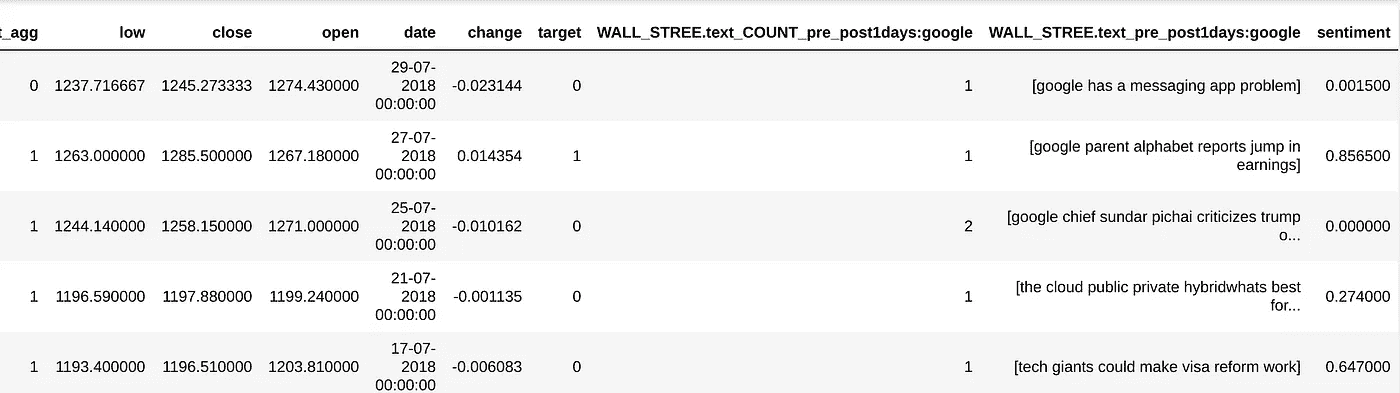 t_agg low close open date change target WALL_STREE.text_COUNT_pre_post1days:google WALL_STREE.text_pre_post1days:google sentiment
29-07-
0 1237.716667 1245.273333 1274.430000 2018 -0.023144 0 1 [google has a messaging app problem] 0.001500
00:00:00
27-07-
1 1263.000000 1285.500000 1267.180000 2018 0.014354 1 1 [google parent alphabet reports jump in earnings] 0.856500
00:00:00
25-07-
1 1244.140000 1258.150000 1271.000000 2018 -0.010162 0 2 [google chief sundar pichai criticizes trump o... 0.000000
00:00:00
21-07-
1 1196.590000 1197.880000 1199.240000 2018 -0.001135 0 1 [the cloud public private hybridwhats best for... 0.274000
00:00:00
17-07-
1 1193.400000 1196.510000 1203.810000 2018 -0.006083 0 1 [tech giants could make visa reform work] 0.647000
00:00:00